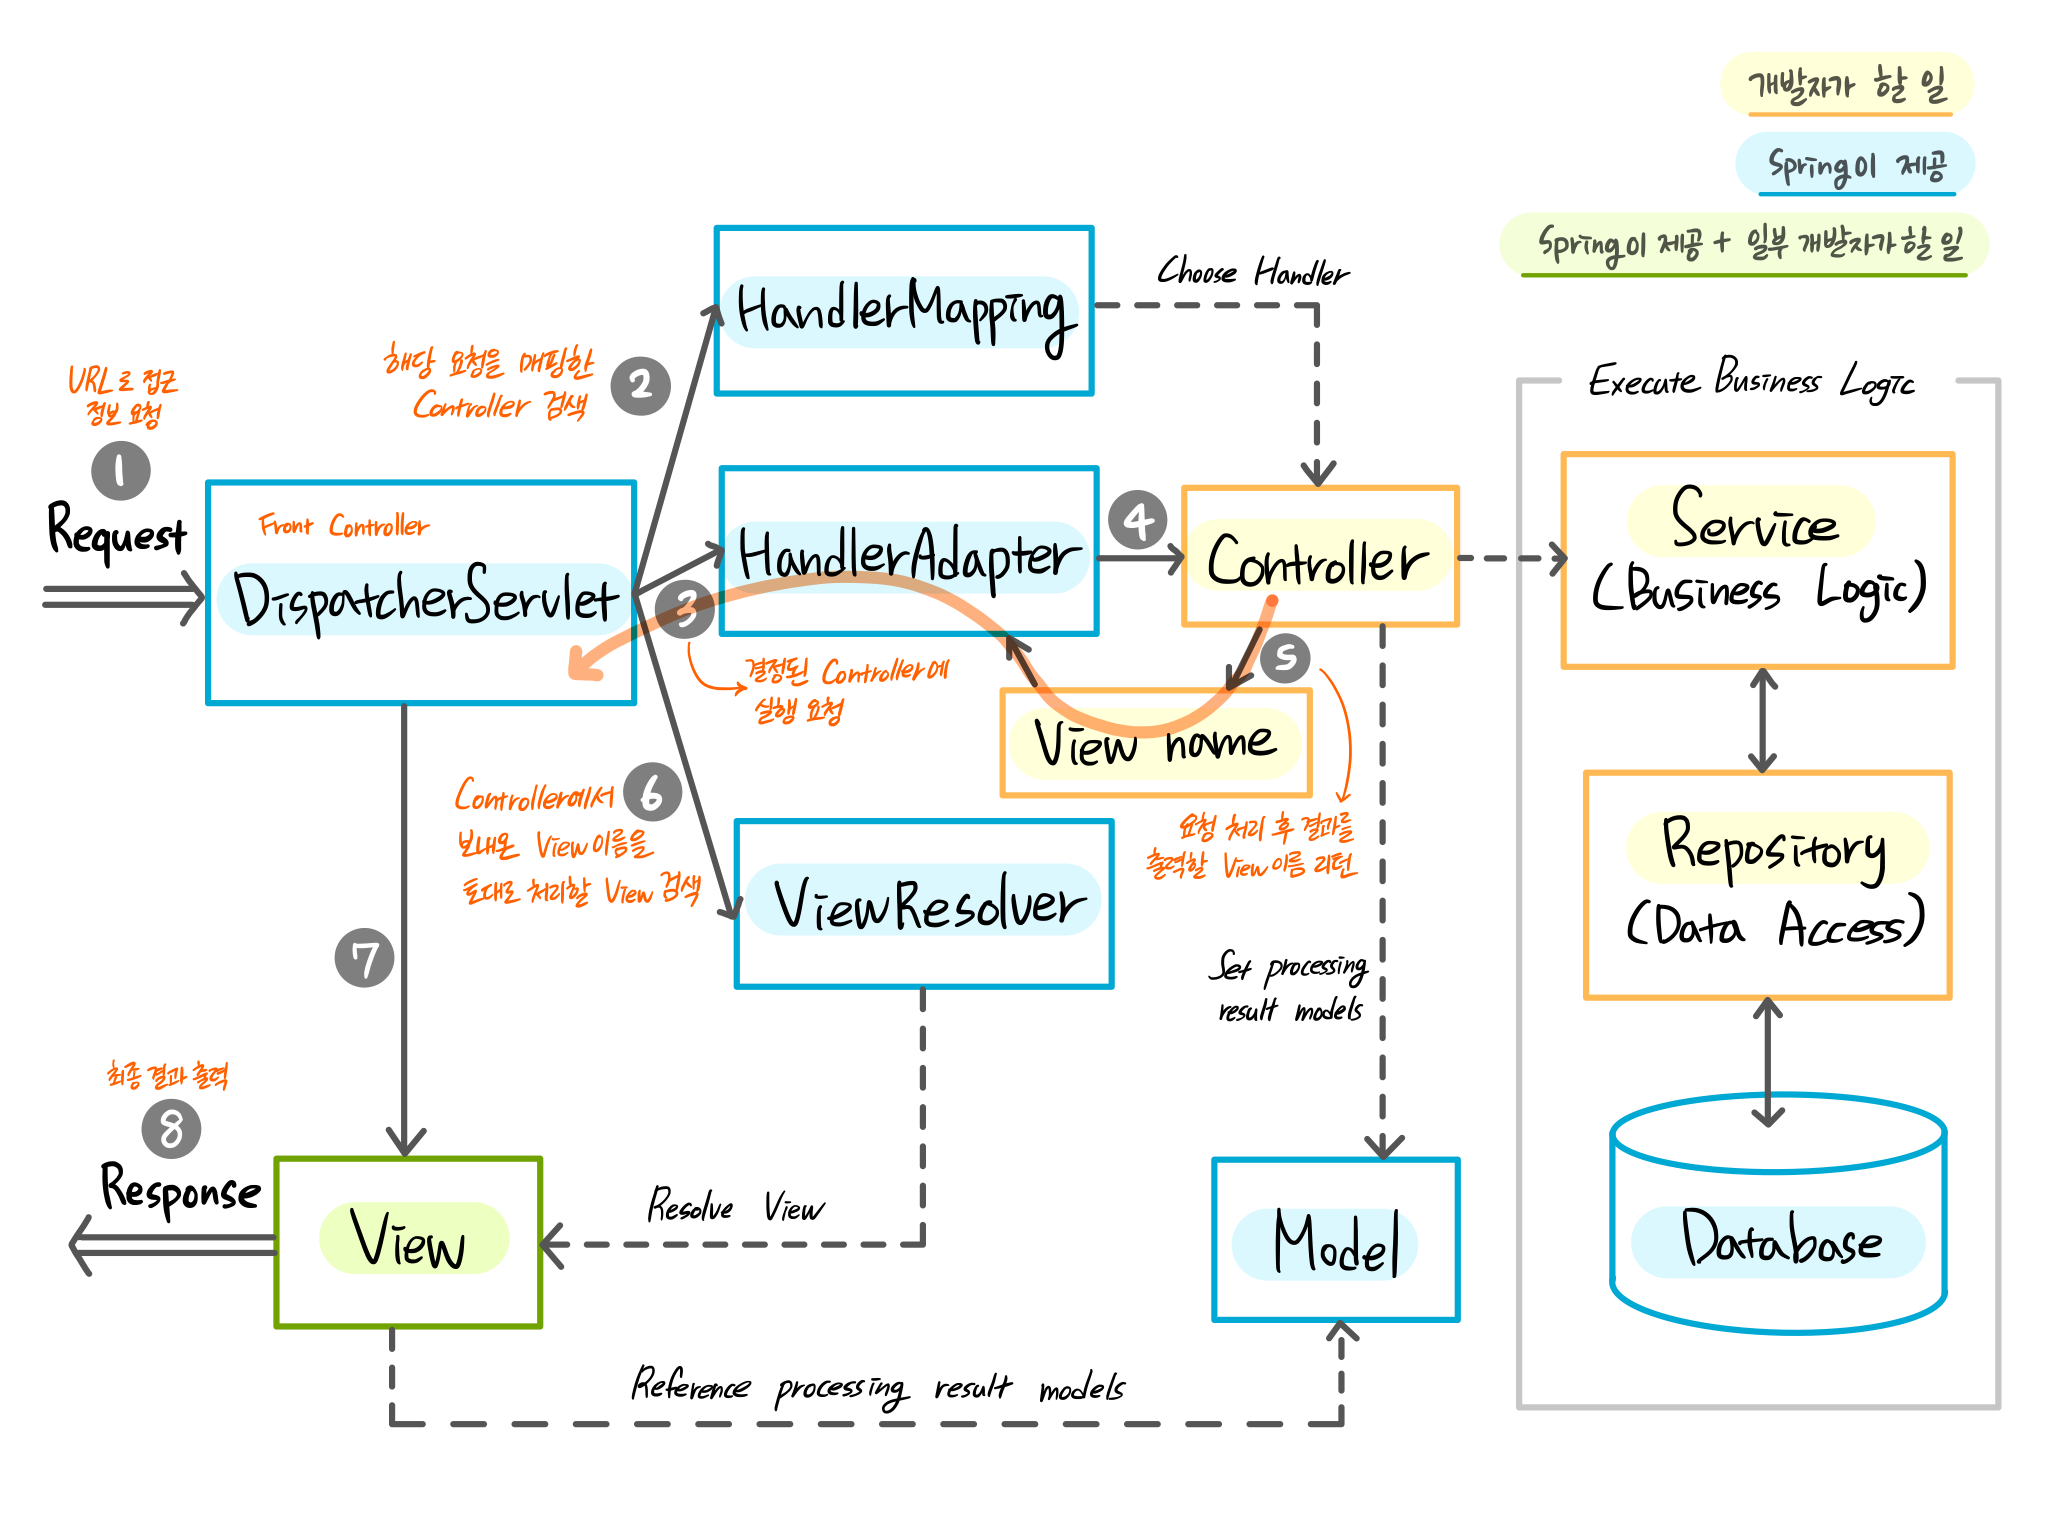 개발자가 할 일
Spring이 제공
Spring이 제공 + 일부 개발자가 할 일
HandlerMapping
Choose Handler
해당 요청을 매핑한
Controller 검색
2
URL로 접근
정보 요청
1
Request
Front Controller
DispatcherServlet
3
HandlerAdapter
4
Controller
결정된 Controller에
실행 요청
5
View name
요청 처리 후 결과를
출력할 View이름 리턴
Execute Business Logic
Service
(Business Logic)
Repository
(Data Access)
Database
Controller에서
보내온 View이름을
토대로 처리할 View 검색
6
ViewResolver
7
Set processing
result models
최종 결과 출력
8
Response
View
Resolve View
Model
Reference processing result models